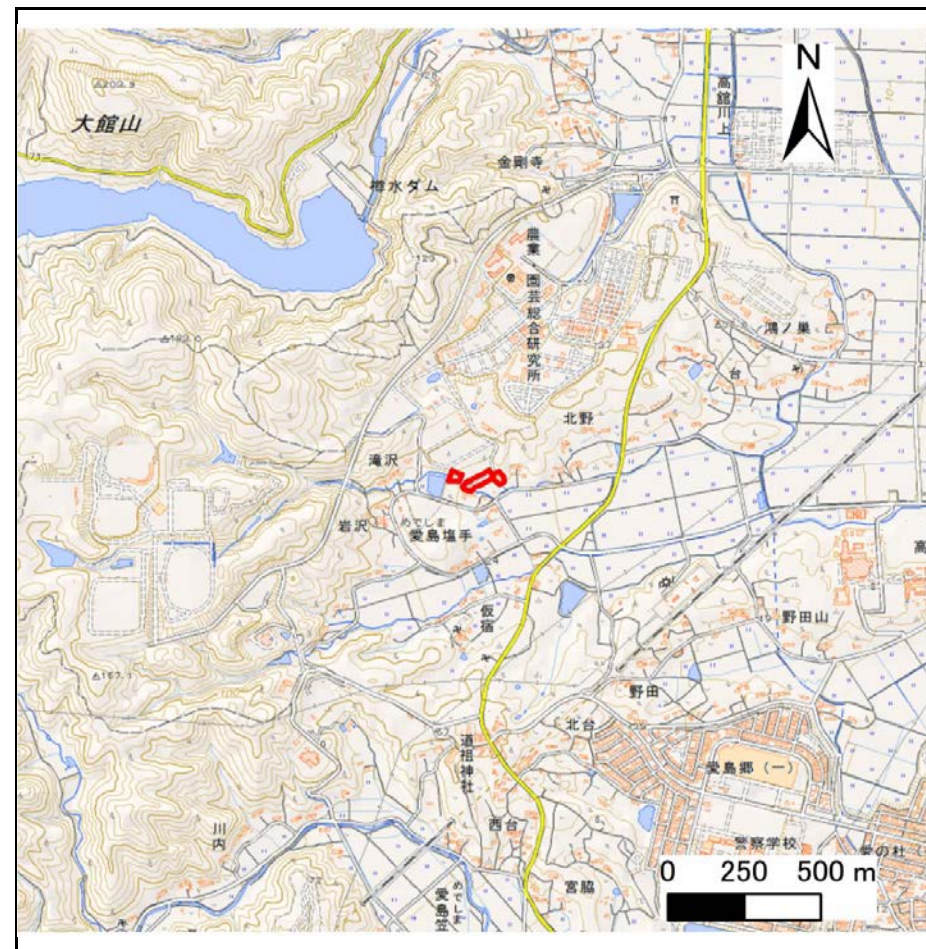 N
高舘川上
大館山
金剛寺
樽水ダム
農業・園芸総合研究所
鴻ノ巣
台
北野
滝沢
岩沢
めでしま
愛島塩手
仮宿
野田山
野田
北台
道祖神社
愛島郷(一)
西台
川内
警察学校
宮脇
めでしま
愛島笠
0 250 500 m